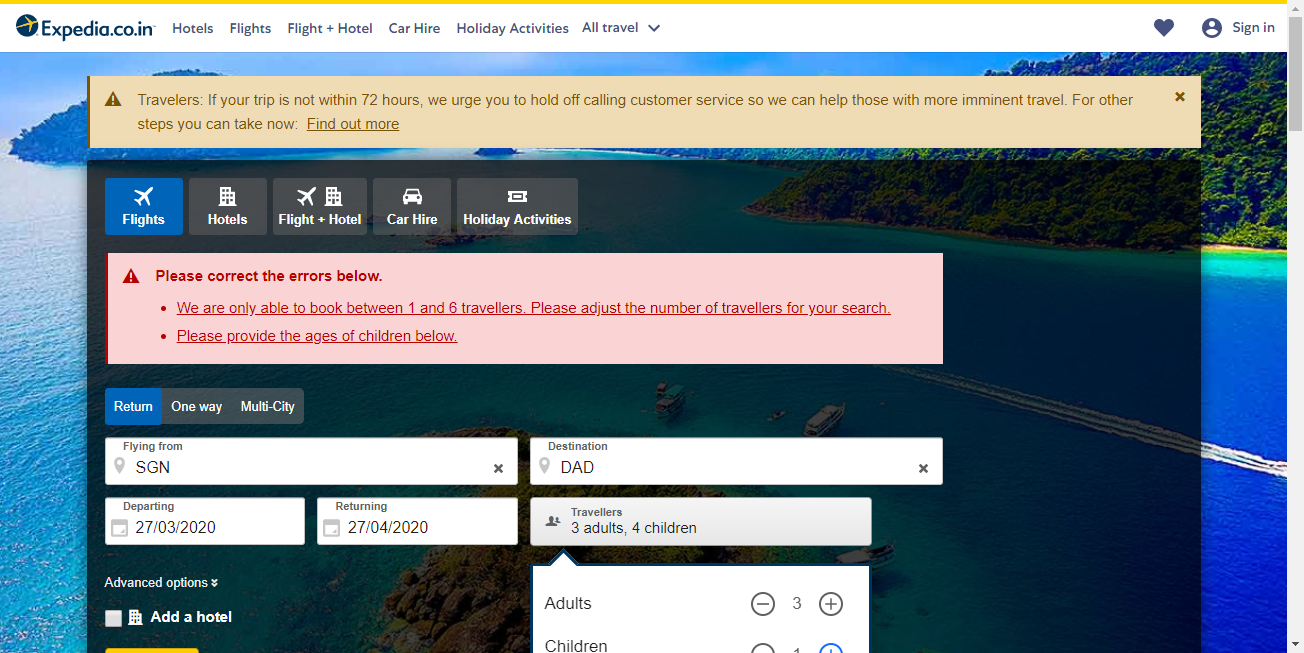 Expedia.co.in
Hotels
Flights
Flight + Hotel
Car Hire
Holiday Activities
All travel
Sign in
Travelers: If your trip is not within 72 hours, we urge you to hold off calling customer service so we can help those with more imminent travel. For other
steps you can take now: Find out more
Flights
Hotels
Flight + Hotel
Car Hire
Holiday Activities
Please correct the errors below.
We are only able to book between 1 and 6 travellers. Please adjust the number of travellers for your search.
Please provide the ages of children below.
Return
One way
Multi-City
Flying from
SGN
Destination
DAD
Departing
27/03/2020
Returning
27/04/2020
Travellers
3 adults, 4 children
Advanced options
Add a hotel
Adults
3
Children